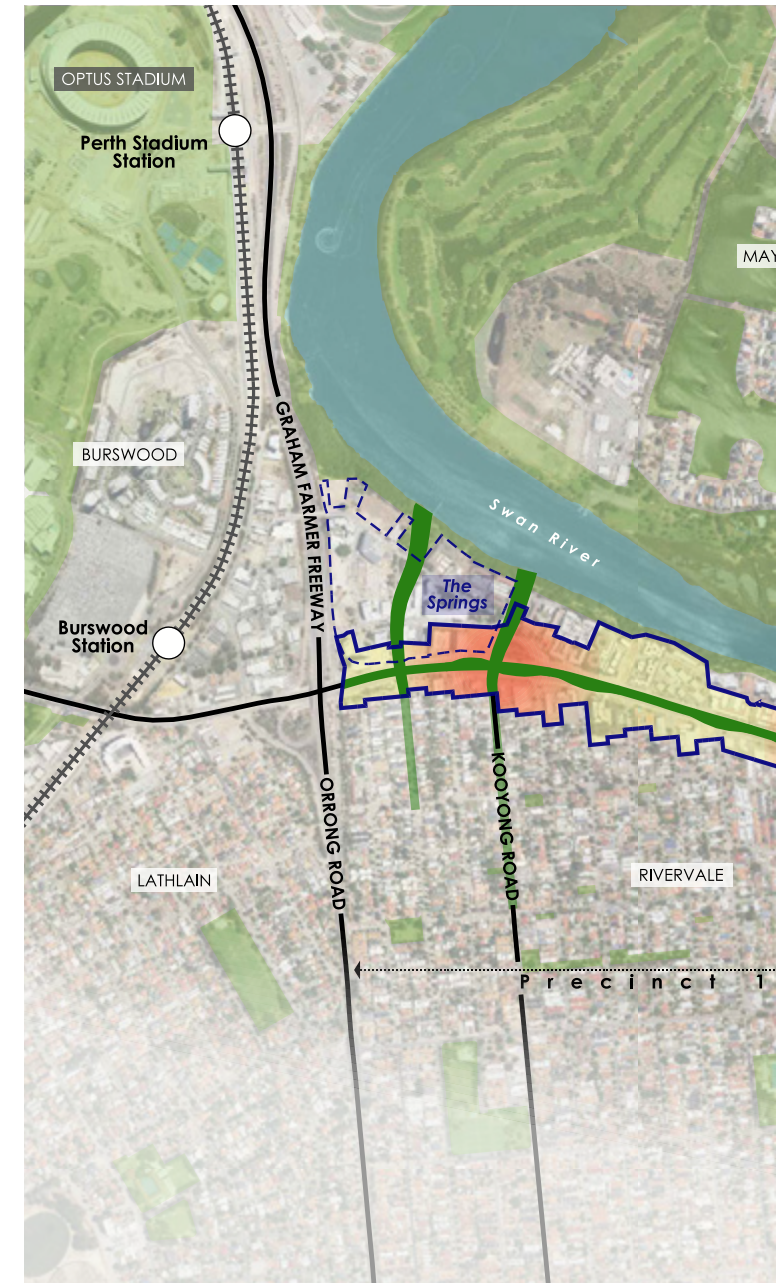 OPTUS STADIUM
Perth Stadium
Station
MAY
GRAHAM FARMER FREEWAY
BURSWOOD
Swan River
The
Springs
Burswood
Station
ORRONG ROAD
KOOYONG ROAD
LATHLAIN
RIVERVALE
Precinct 1